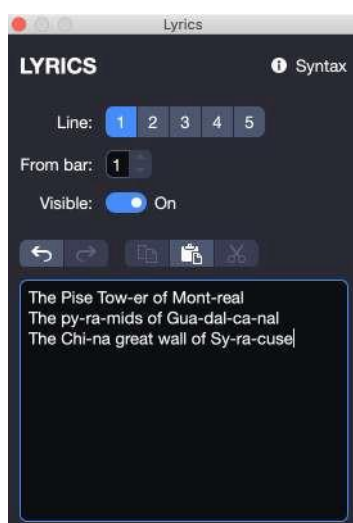 Lyrics
LYRICS
Syntax
Line: 1 2 3 4 5
From bar: 1
Visible: On
The Pise Tow-er of Mont-real
The py-ra-mids of Gua-dal-ca-nal
The Chi-na great wall of Sy-ra-cuse